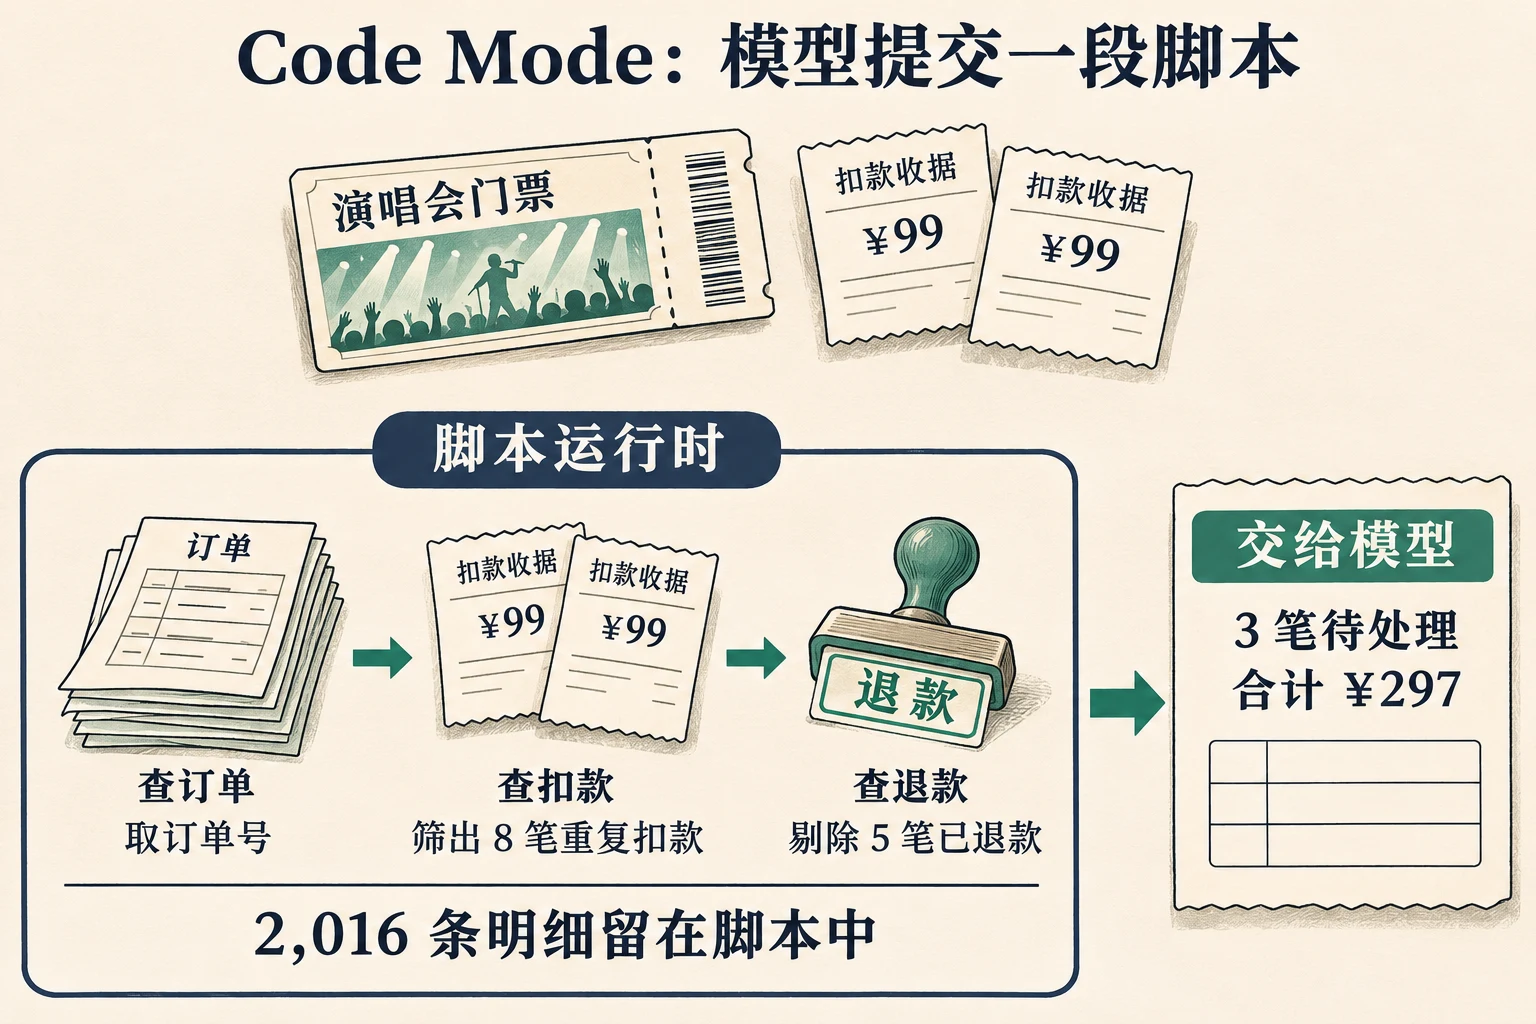 Code Mode：模型提交一段脚本
演唱会门票
扣款收据
¥99
扣款收据
¥99
脚本运行时
订单
扣款收据
¥99
扣款收据
¥99
退款
查订单
取订单号
查扣款
筛出 8 笔重复扣款
查退款
剔除 5 笔已退款
2,016 条明细留在脚本中
交给模型
3 笔待处理
合计 ¥297